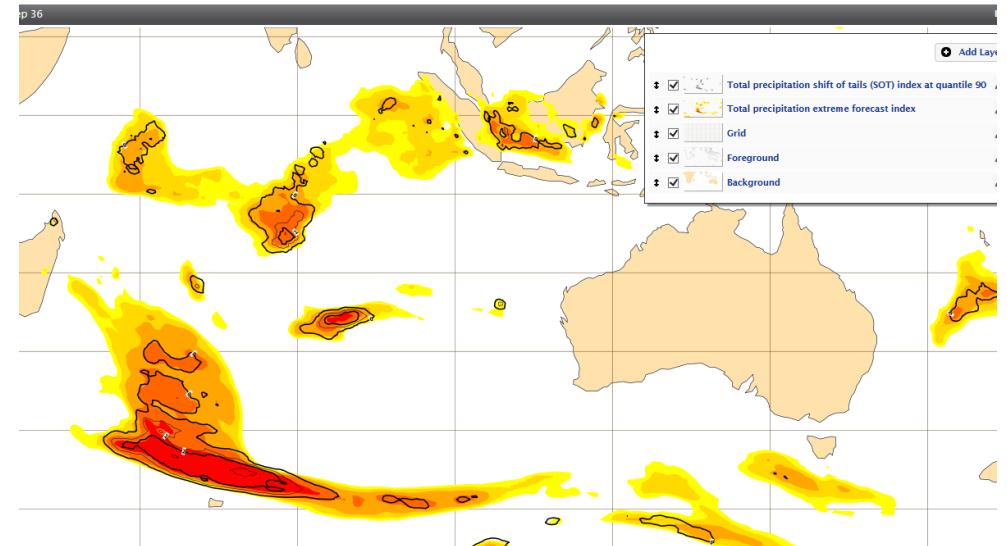 ep 36
Add Laye
Total precipitation shift of tails (SOT) index at quantile 90
Total precipitation extreme forecast index
Grid
Foreground
Background